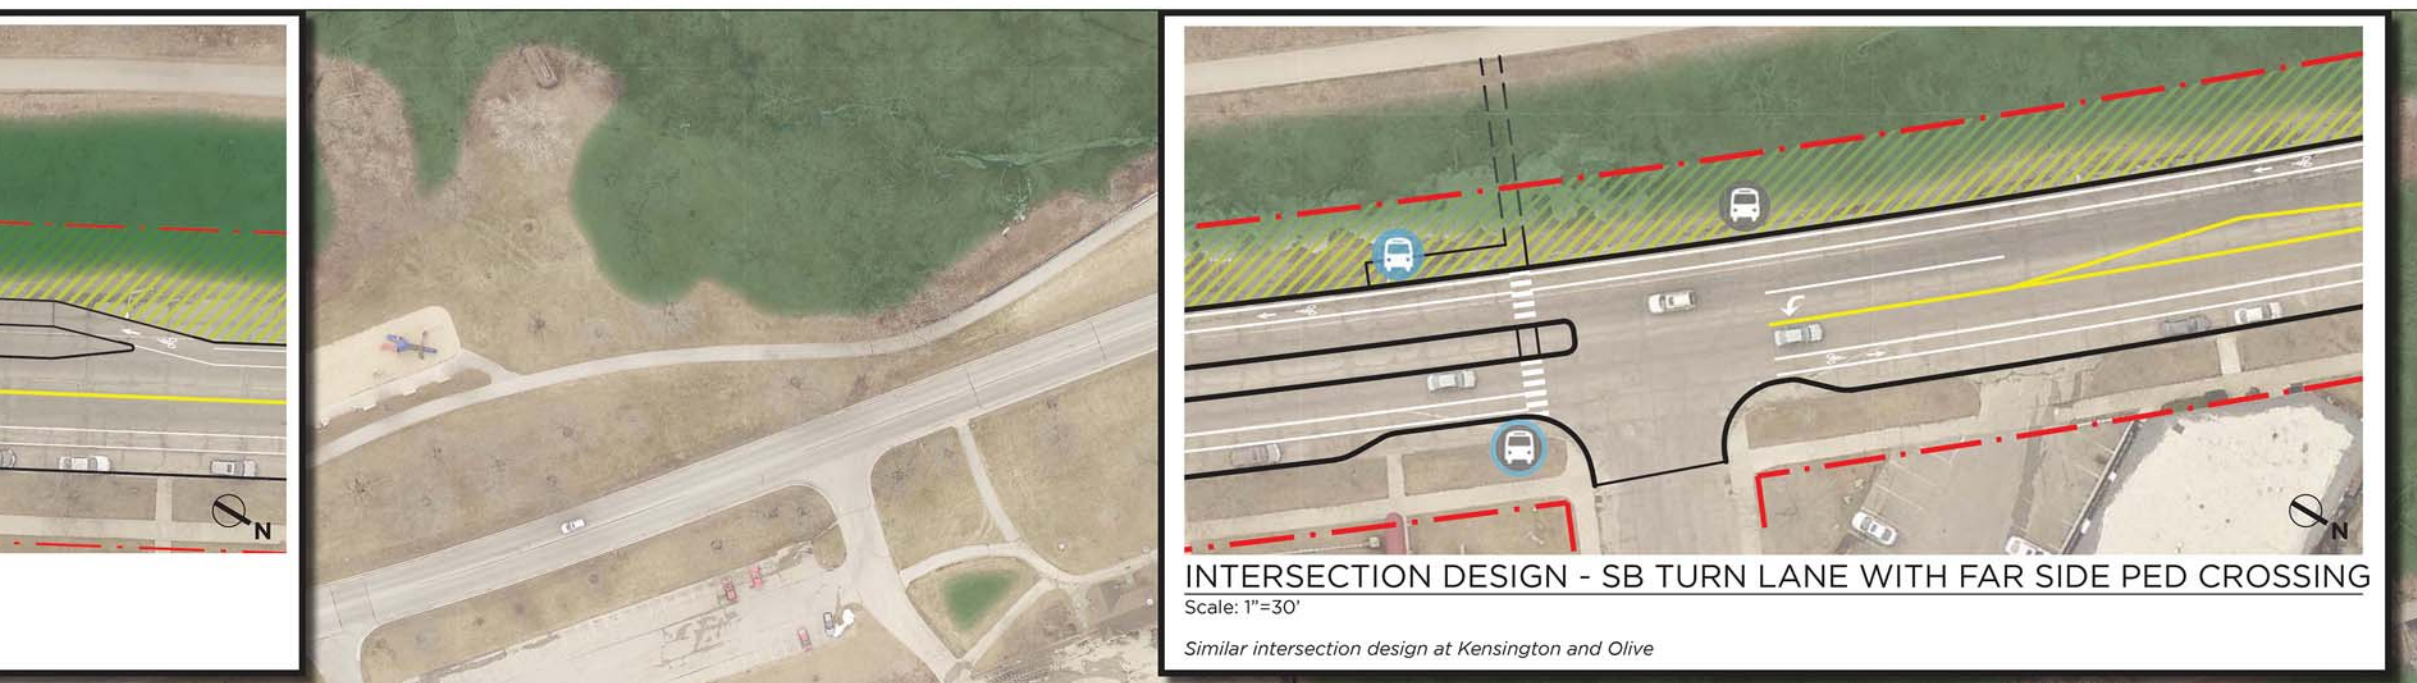 N
N
INTERSECTION DESIGN - SB TURN LANE WITH FAR SIDE PED CROSSING
Scale: 1"=30'
Similar intersection design at Kensington and Olive